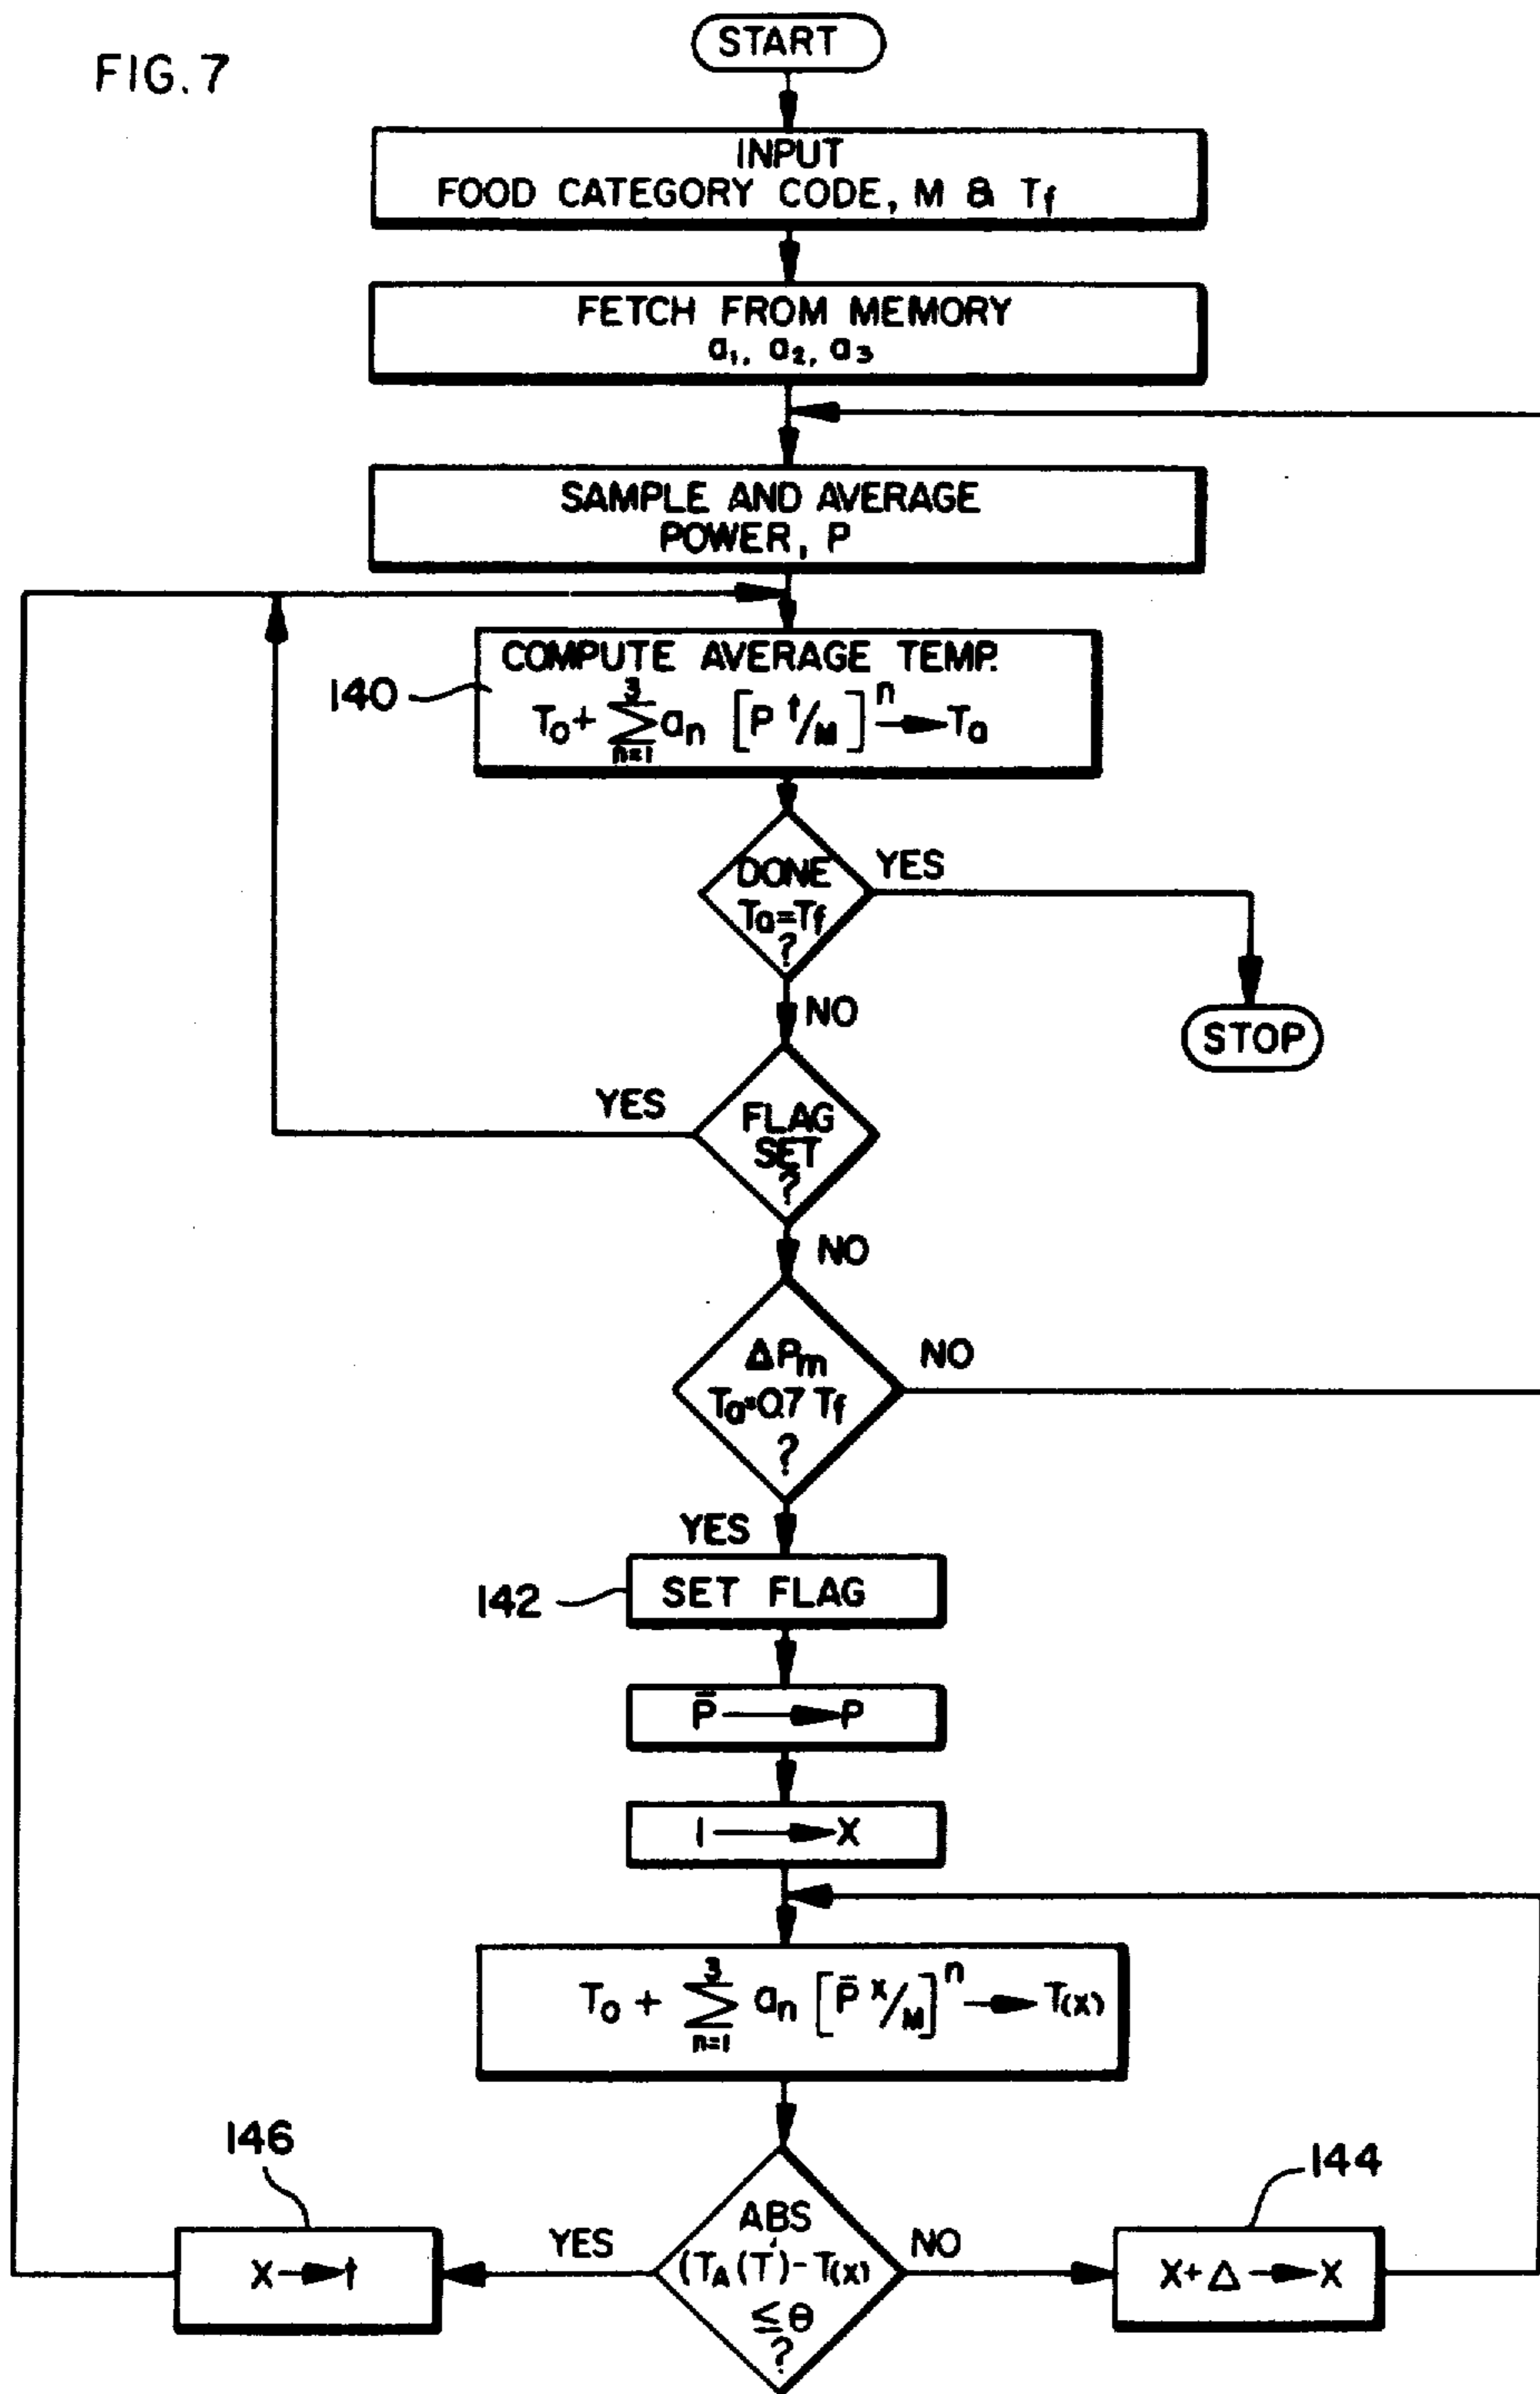 FIG. 7
START
INPUT
FOOD CATEGORY CODE, M & Tf
FETCH FROM MEMORY
a1, a2, a3
SAMPLE AND AVERAGE
POWER, P
COMPUTE AVERAGE TEMP.
140
To + 3 Σ n=1 an [P t/M] n → Ta
DONE
Ta=Tf
?
YES
NO
STOP
YES
FLAG
SET
?
NO
ΔPm
Ta=0.7 Tf
?
NO
YES
142
SET FLAG
P̄ → P
1 → X
To + 3 Σ n=1 an [P̄ x/M] n → T(x)
146
144
X → t
YES
ABS
(TA (T') - T(x)
≤ θ
?
NO
X + Δ → X